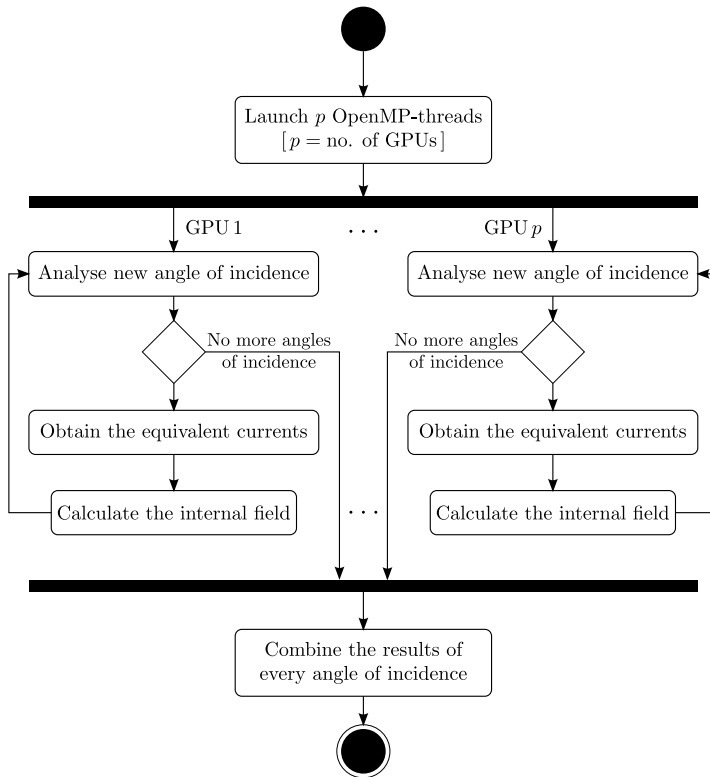 Launch p OpenMP-threads
[ p = no. of GPUs ]
GPU 1
. . .
GPU p
Analyse new angle of incidence
Analyse new angle of incidence
No more angles
of incidence
No more angles
of incidence
Obtain the equivalent currents
Obtain the equivalent currents
Calculate the internal field
. . .
Calculate the internal field
Combine the results of
every angle of incidence